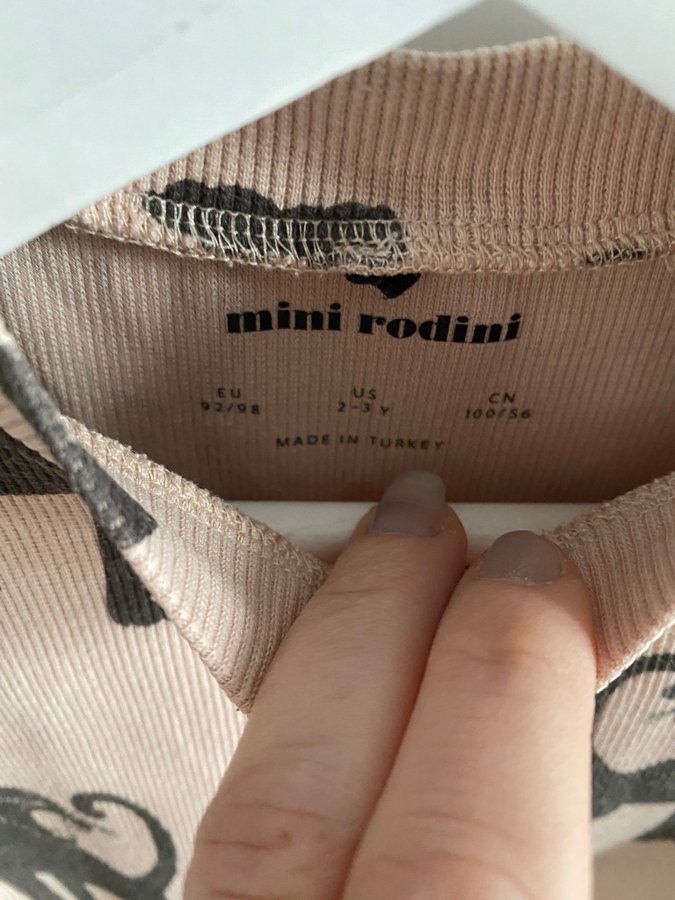 mini rodini
EU US CN
92/98 2-3 Y 100/56
MADE IN TURKEY